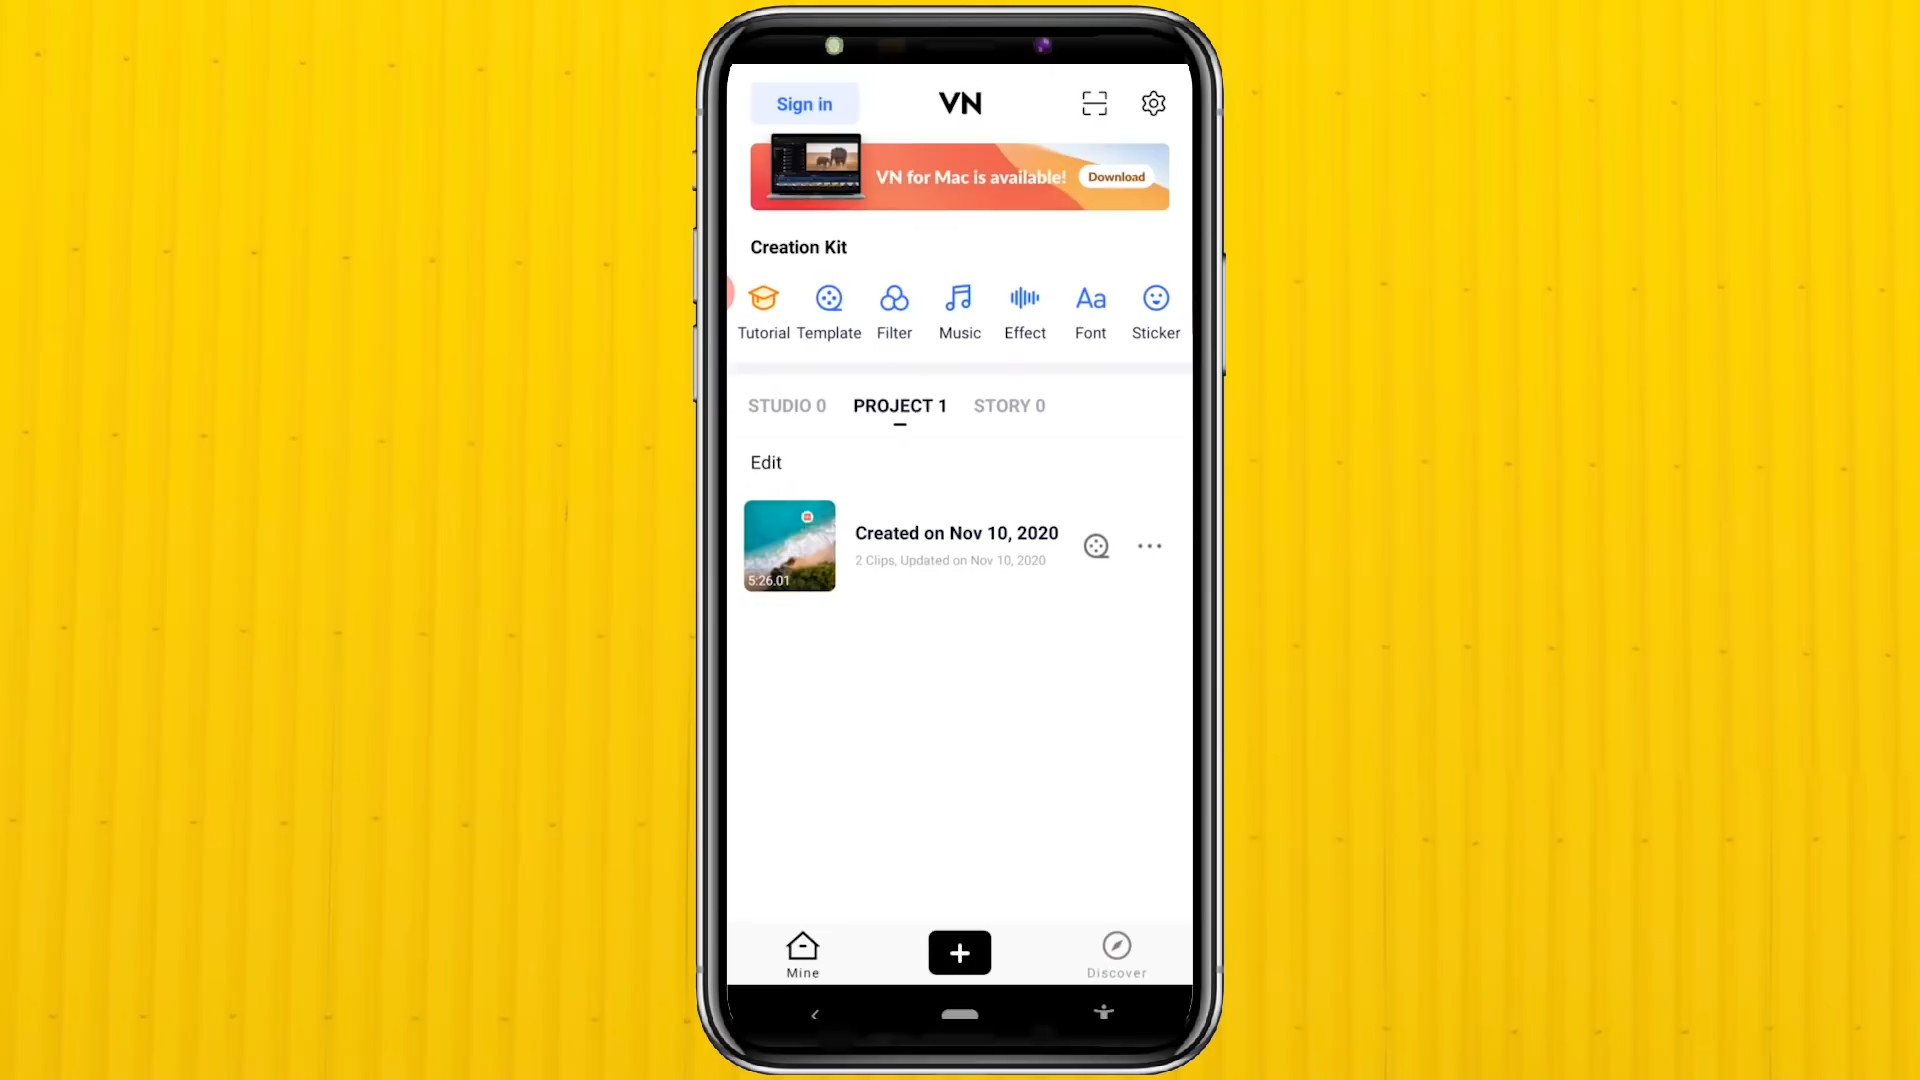 Sign in
VN
VN for Mac is available!
Download
Creation Kit
Tutorial
Template
Filter
Music
Effect
Aa
Font
Sticker
STUDIO 0
PROJECT 1
STORY 0
Edit
5:26.01
Created on Nov 10, 2020
2 Clips, Updated on Nov 10, 2020
Mine
Discover